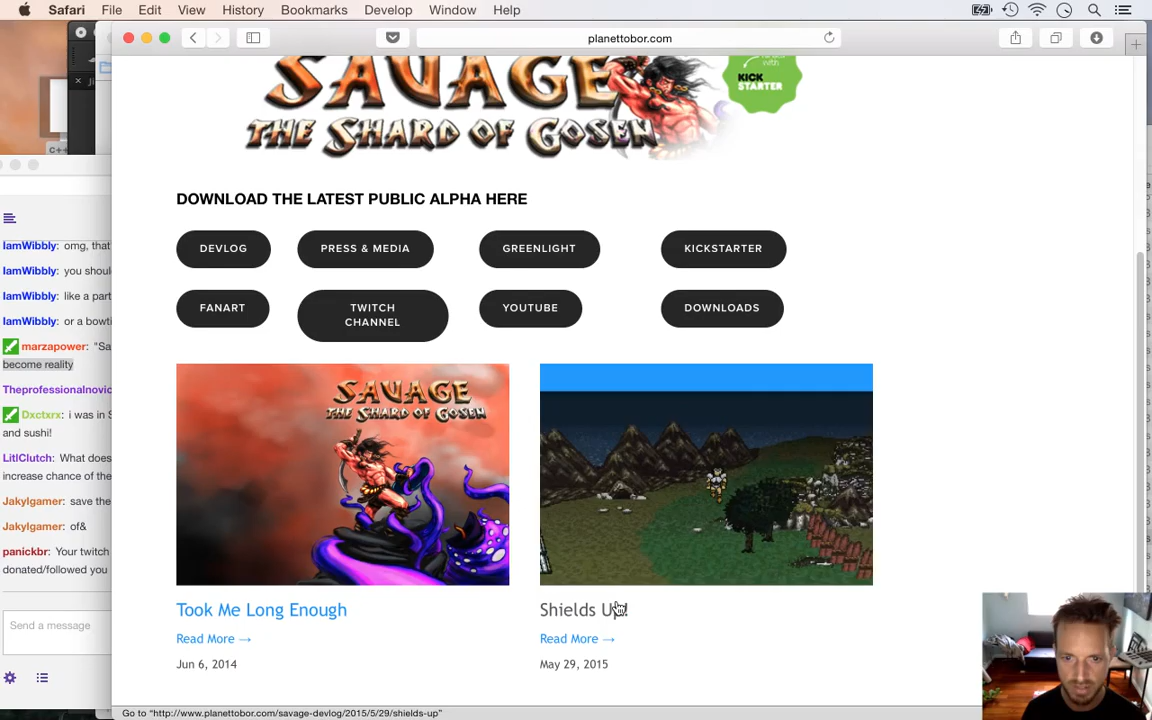 Safari File Edit View History Bookmarks Develop Window Help
planettobor.com
SAVAGE
THE SHARD OF GOSEN
with
KICK
STARTER
DOWNLOAD THE LATEST PUBLIC ALPHA HERE
DEVLOG PRESS & MEDIA GREENLIGHT KICKSTARTER
FANART TWITCH
CHANNEL YOUTUBE DOWNLOADS
SAVAGE
THE SHARD OF GOSEN
Took Me Long Enough Shields Up!
Read More → Read More →
Jun 6, 2014 May 29, 2015
Go to “http://www.planettobor.com/savage-devlog/2015/5/29/shields-up”
C++
IamWibbly: omg, that
IamWibbly: you shoul
IamWibbly: like a part
IamWibbly: or a bowti
marzapower: "Sa
become reality
Theprofessionalnovic
Dxctxrx: i was in S
and sushi!
LitlClutch: What does
increase chance of the
Jakylgamer: save the
Jakylgamer: of&
panickbr: Your twitch
donated/followed you
Send a message